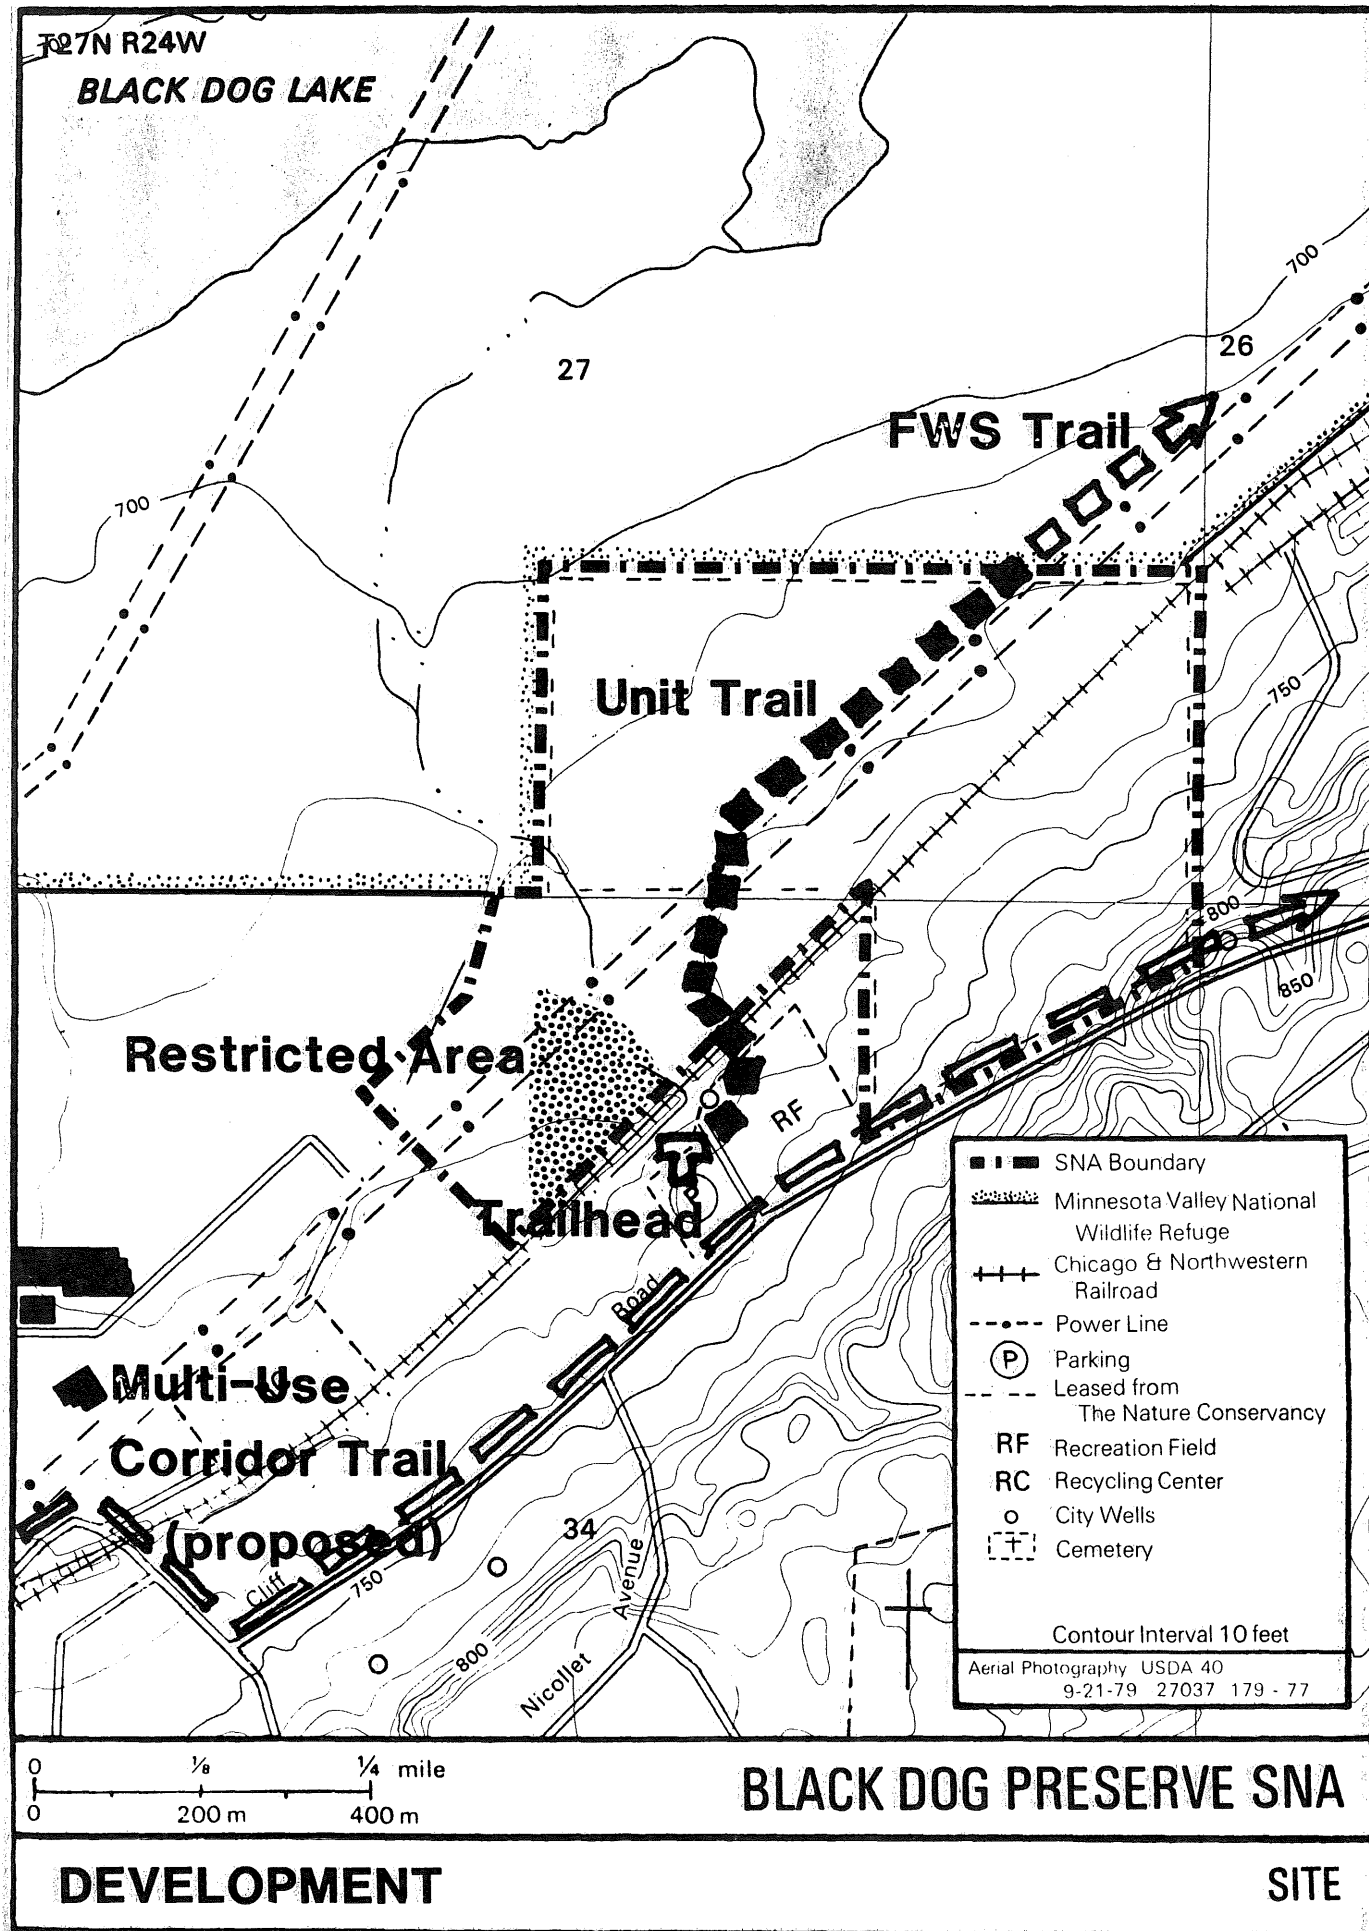 T27N R24W
700
BLACK DOG LAKE
700
26
27
FWS Trail
700
750
Unit Trail
800
850
Restricted Area
RF
Trailhead
Road
Multi-Use
Corridor Trail
(proposed)
Cliff
750
34
Avenue
800
Nicollet
SNA Boundary
Minnesota Valley National
Wildlife Refuge
Chicago & Northwestern
Railroad
Power Line
P Parking
Leased from
The Nature Conservancy
RF Recreation Field
RC Recycling Center
City Wells
Cemetery
Contour Interval 10 feet
Aerial Photography USDA 40
9-21-79 27037 179 - 77
0 1/8 1/4 mile
0 200 m 400 m
BLACK DOG PRESERVE SNA
DEVELOPMENT
SITE